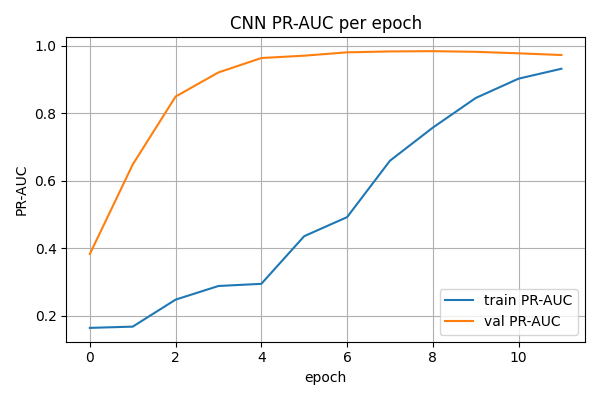 CNN PR-AUC per epoch
1.0
0.8
0.6
0.4
0.2
PR-AUC
0 2 4 6 8 10
epoch
train PR-AUC
val PR-AUC